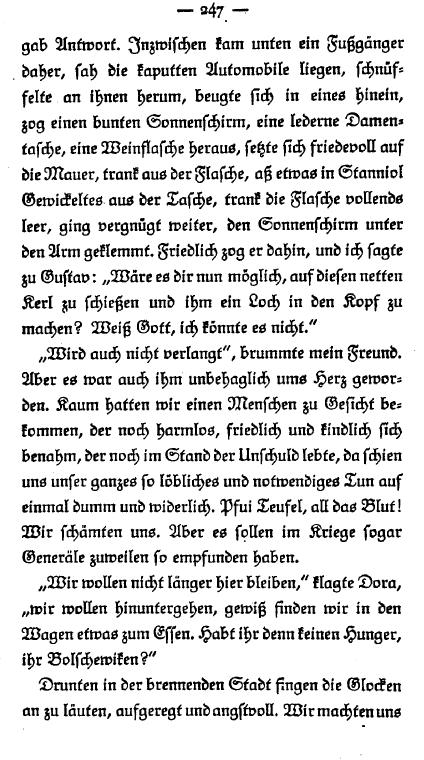 — 247 —
gab Antwort. Inzwischen kam unten ein Fußgänger
daher, sah die kaputten Automobile liegen, schnüf-
felte an ihnen herum, beugte sich in eines hinein,
zog einen bunten Sonnenschirm, eine lederne Damen-
tasche, eine Weinflasche heraus, setzte sich friedevoll auf
die Mauer, trank aus der Flasche, aß etwas in Stanniol
Gewickeltes aus der Tasche, trank die Flasche vollends
leer, ging vergnügt weiter, den Sonnenschirm unter
den Arm geklemmt. Friedlich zog er dahin, und ich sagte
zu Gustav: „Wäre es dir nun möglich, auf diesen netten
Kerl zu schießen und ihm ein Loch in den Kopf zu
machen? Weiß Gott, ich könnte es nicht.“
„Wird auch nicht verlangt“, brummte mein Freund.
Aber es war auch ihm unbehaglich ums Herz gewor-
den. Kaum hatten wir einen Menschen zu Gesicht be-
kommen, der noch harmlos, friedlich und kindlich sich
benahm, der noch im Stand der Unschuld lebte, da schien
uns unser ganzes so löbliches und notwendiges Tun auf
einmal dumm und widerlich. Pfui Teufel, all das Blut!
Wir schämten uns. Aber es sollen im Kriege sogar
Generäle zuweilen so empfunden haben.
„Wir wollen nicht länger hier bleiben,“ klagte Dora,
„wir wollen hinuntergehen, gewiß finden wir in den
Wagen etwas zum Essen. Habt ihr denn keinen Hunger,
ihr Bolschewiken?“
Drunten in der brennenden Stadt fingen die Glocken
an zu läuten, aufgeregt und angstvoll. Wir machten uns